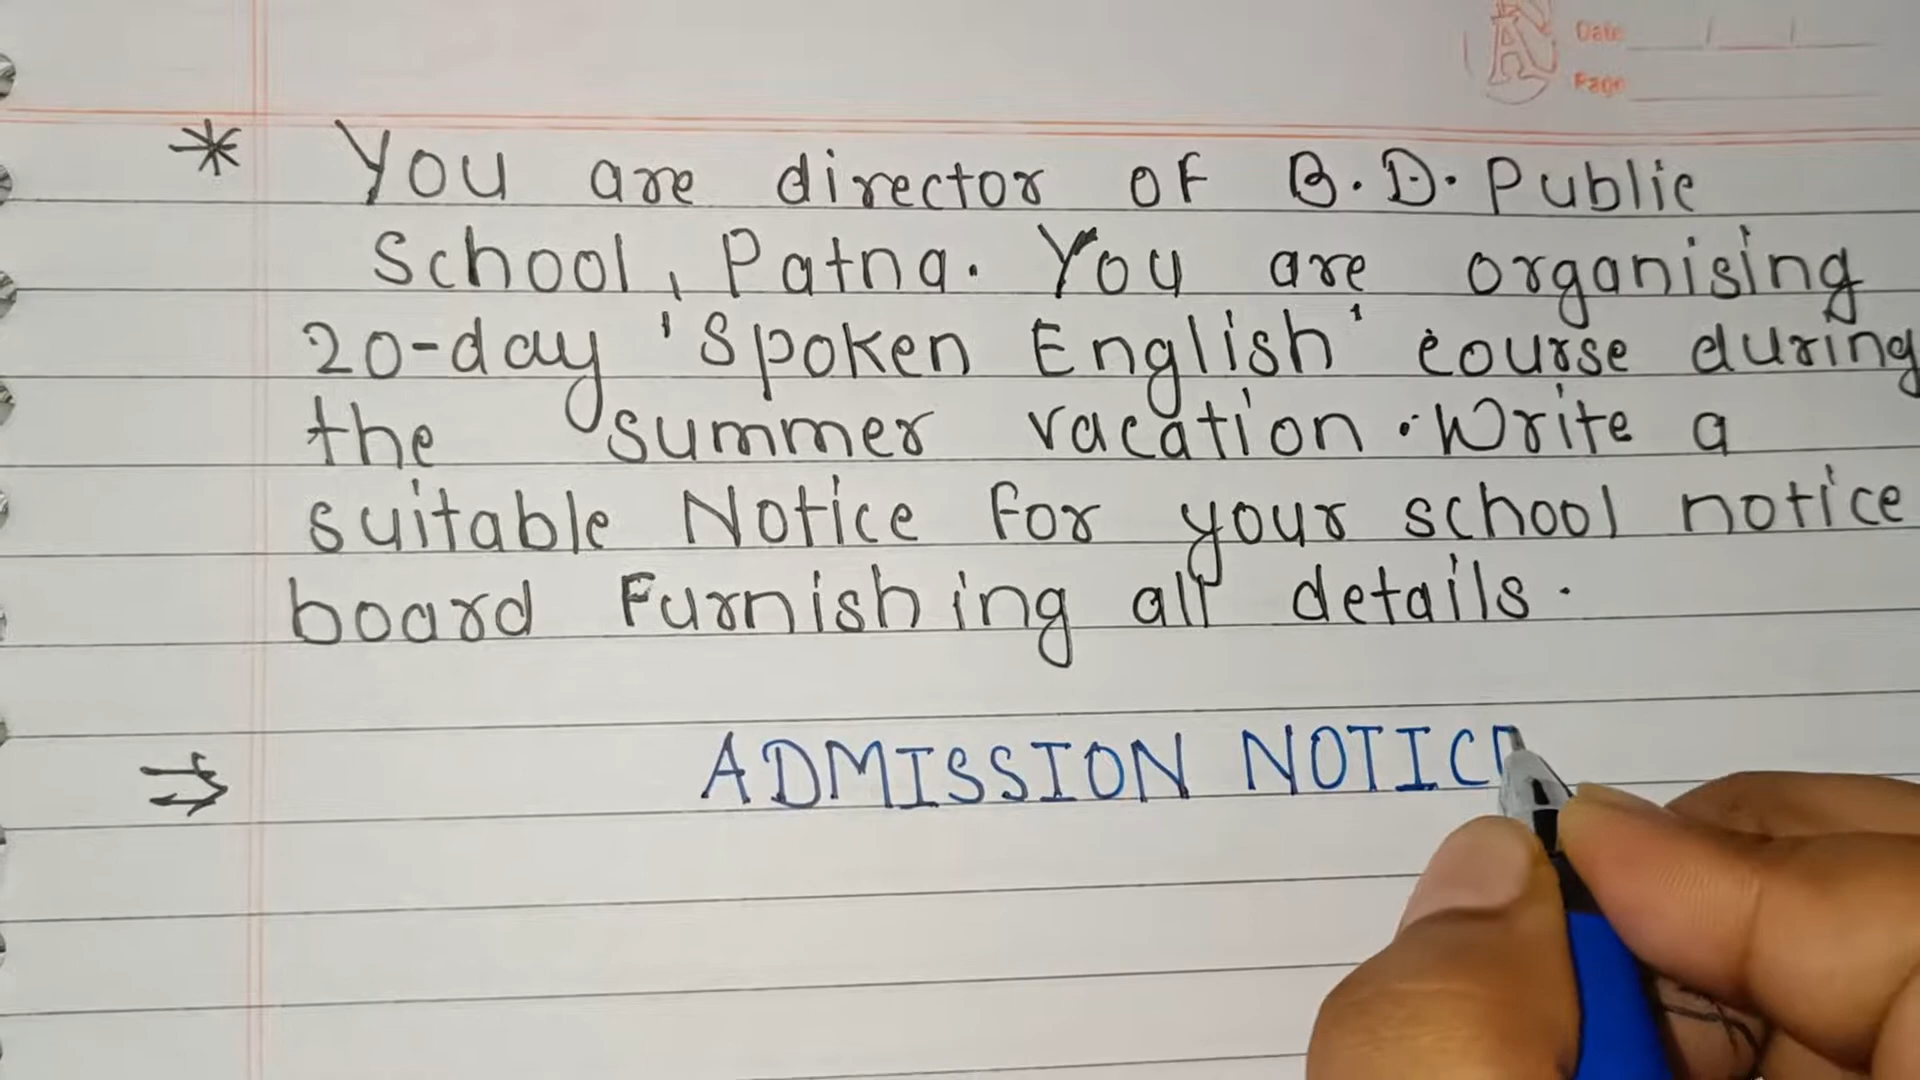 Date
Page
* You are director of B.D. Public
School, Patna. You are organising
20-day 'Spoken English' course during
the summer vacation. Write a
suitable Notice for your school notice
board Furnishing all details.
⇒ ADMISSION NOTIC